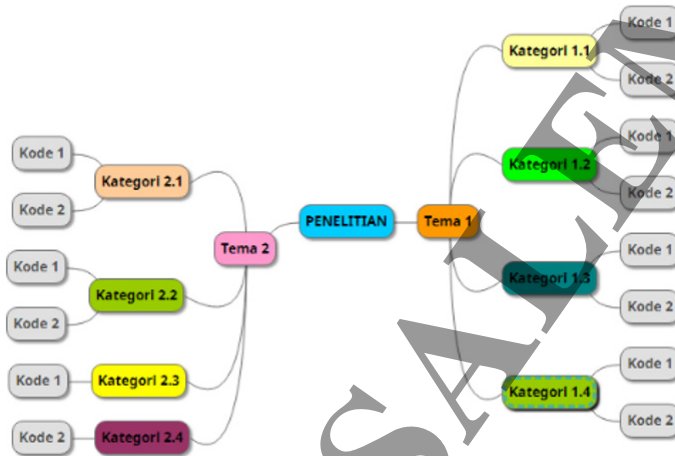 Kode 1
Kategori 1.1
Kode 2
Kode 1
Kategori 1.2
Kode 2
Kode 1
Kategori 1.3
Kode 2
Kode 1
Kategori 1.4
Kode 2
Tema 1
PENELITIAN
Tema 2
Kode 1
Kategori 2.1
Kode 2
Kode 1
Kategori 2.2
Kode 2
Kode 1
Kategori 2.3
Kode 2
Kategori 2.4
SALEM